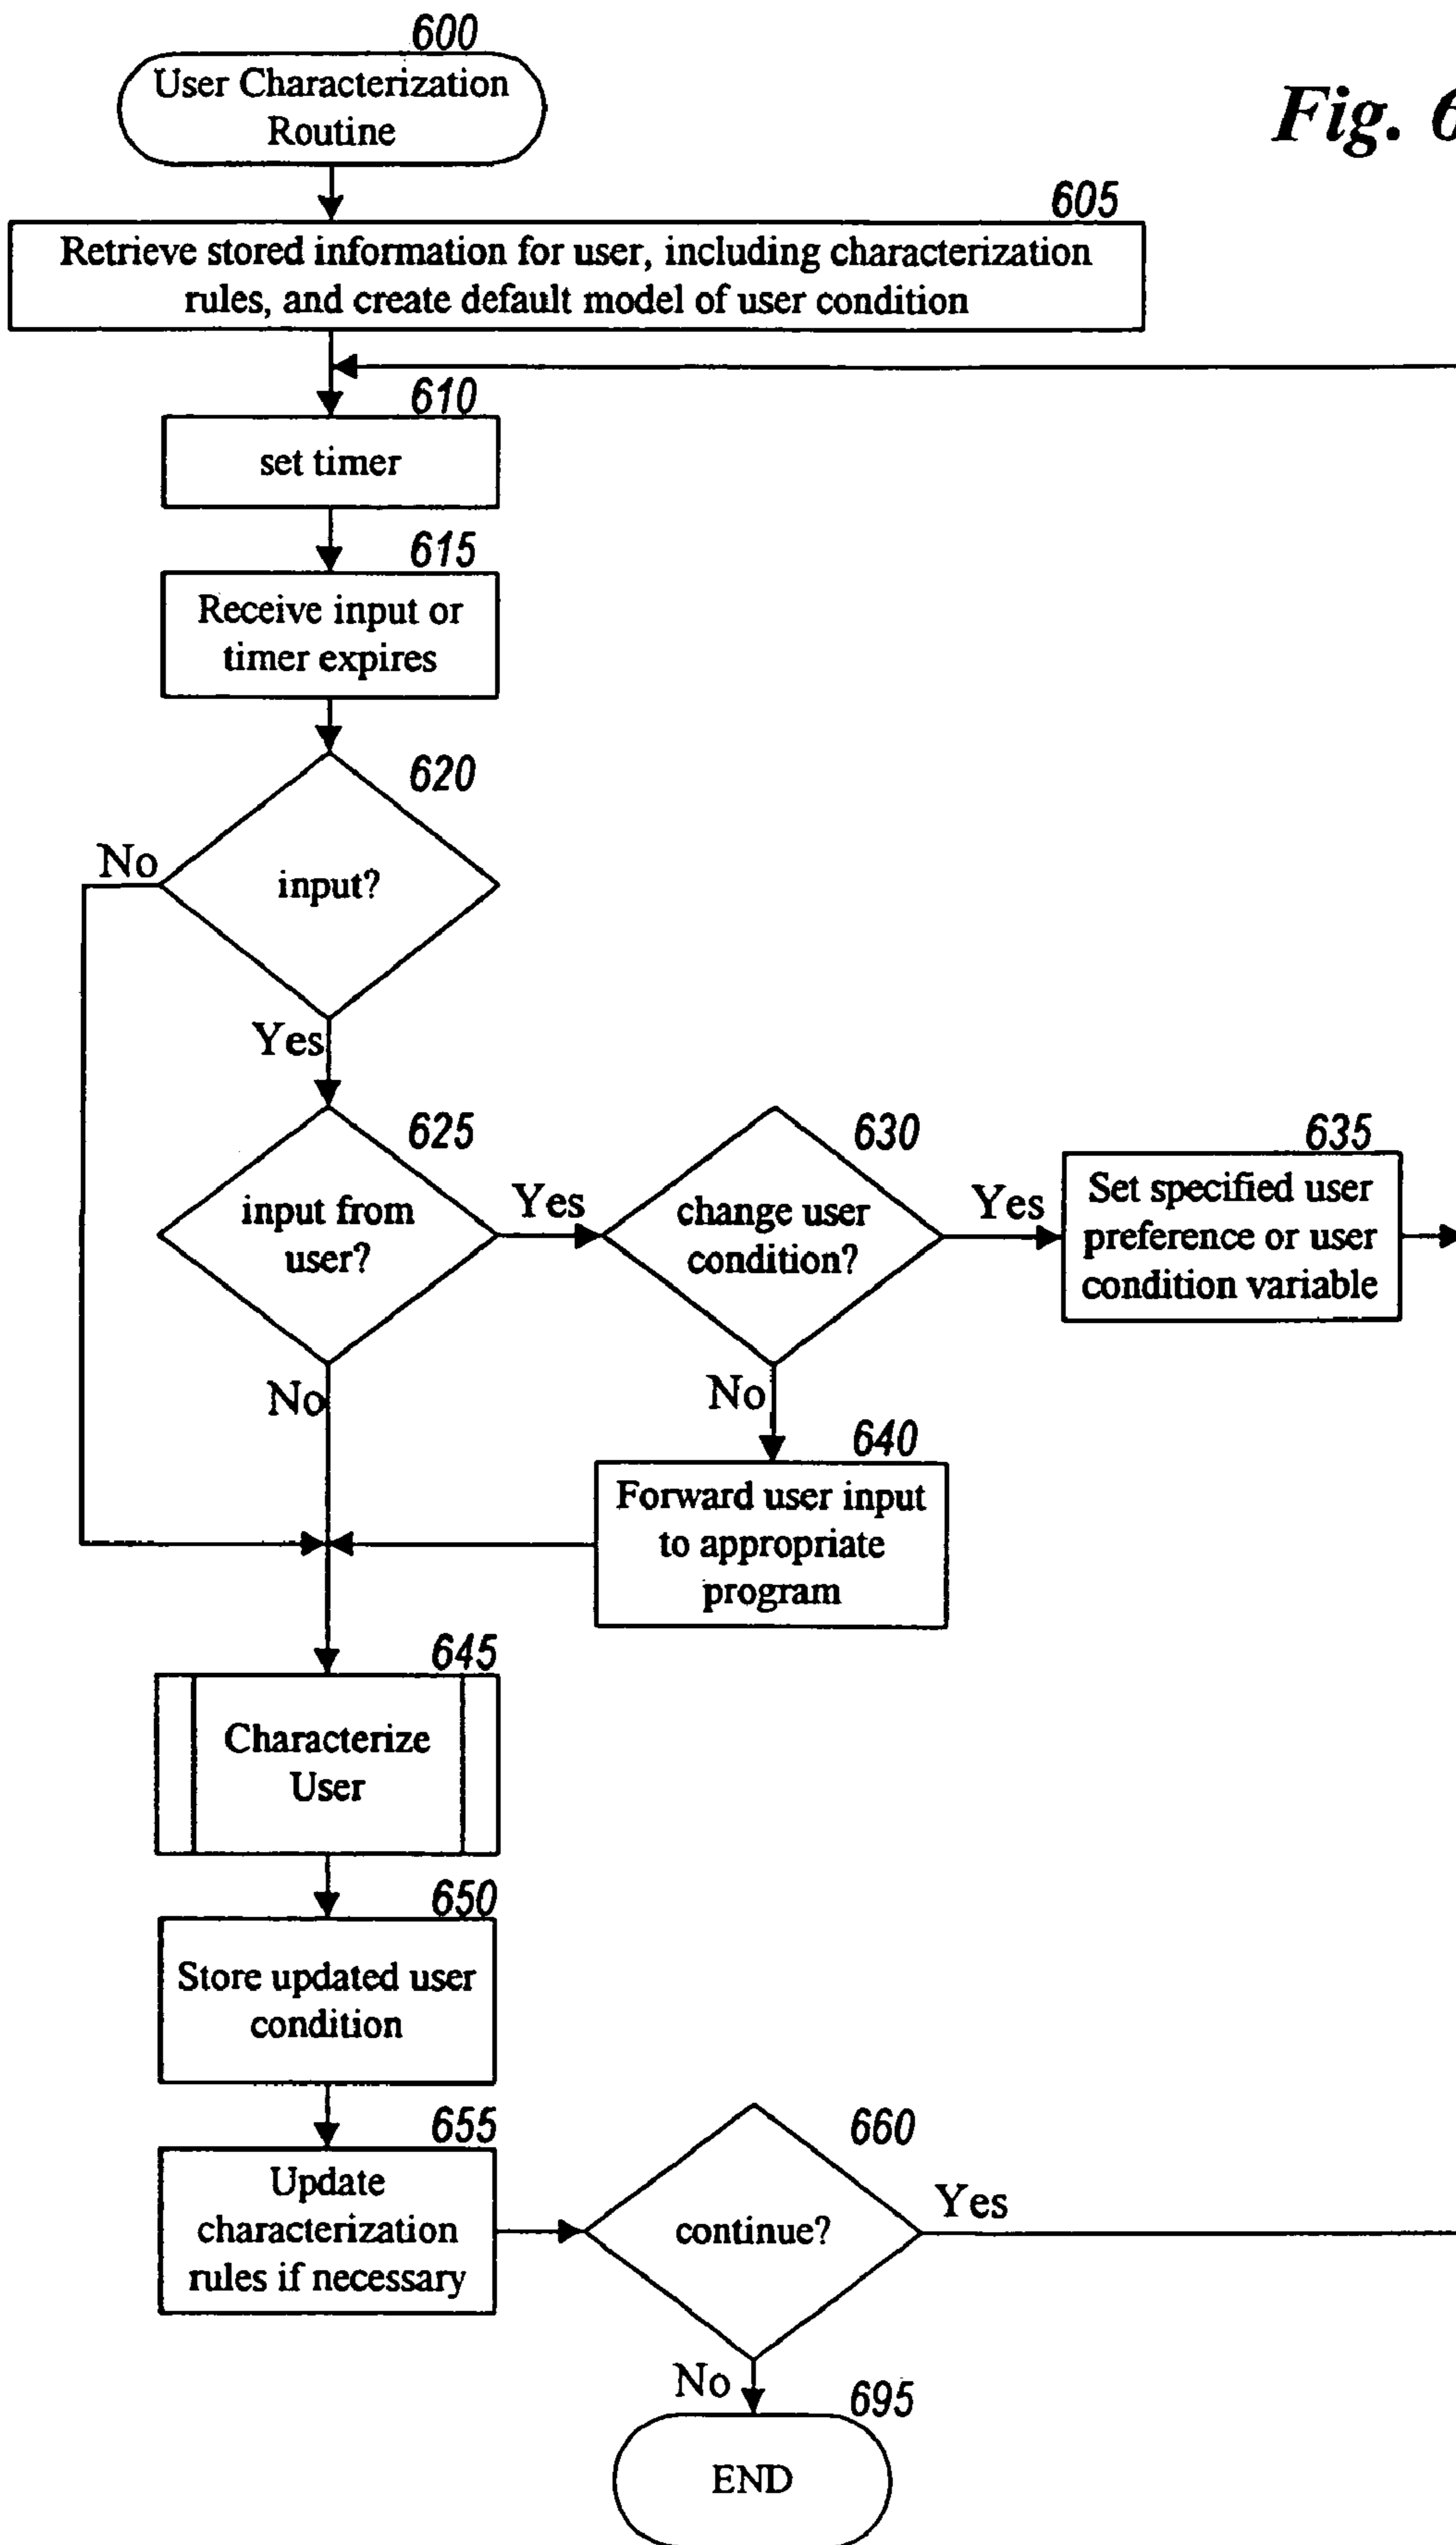 600
User Characterization
Routine
Fig. 6
605
Retrieve stored information for user, including characterization
rules, and create default model of user condition
610
set timer
615
Receive input or
timer expires
620
No
input?
Yes
625
input from
user?
Yes
630
change user
condition?
Yes
635
Set specified user
preference or user
condition variable
No
No
640
Forward user input
to appropriate
program
645
Characterize
User
650
Store updated user
condition
655
Update
characterization
rules if necessary
660
continue?
Yes
No
695
END